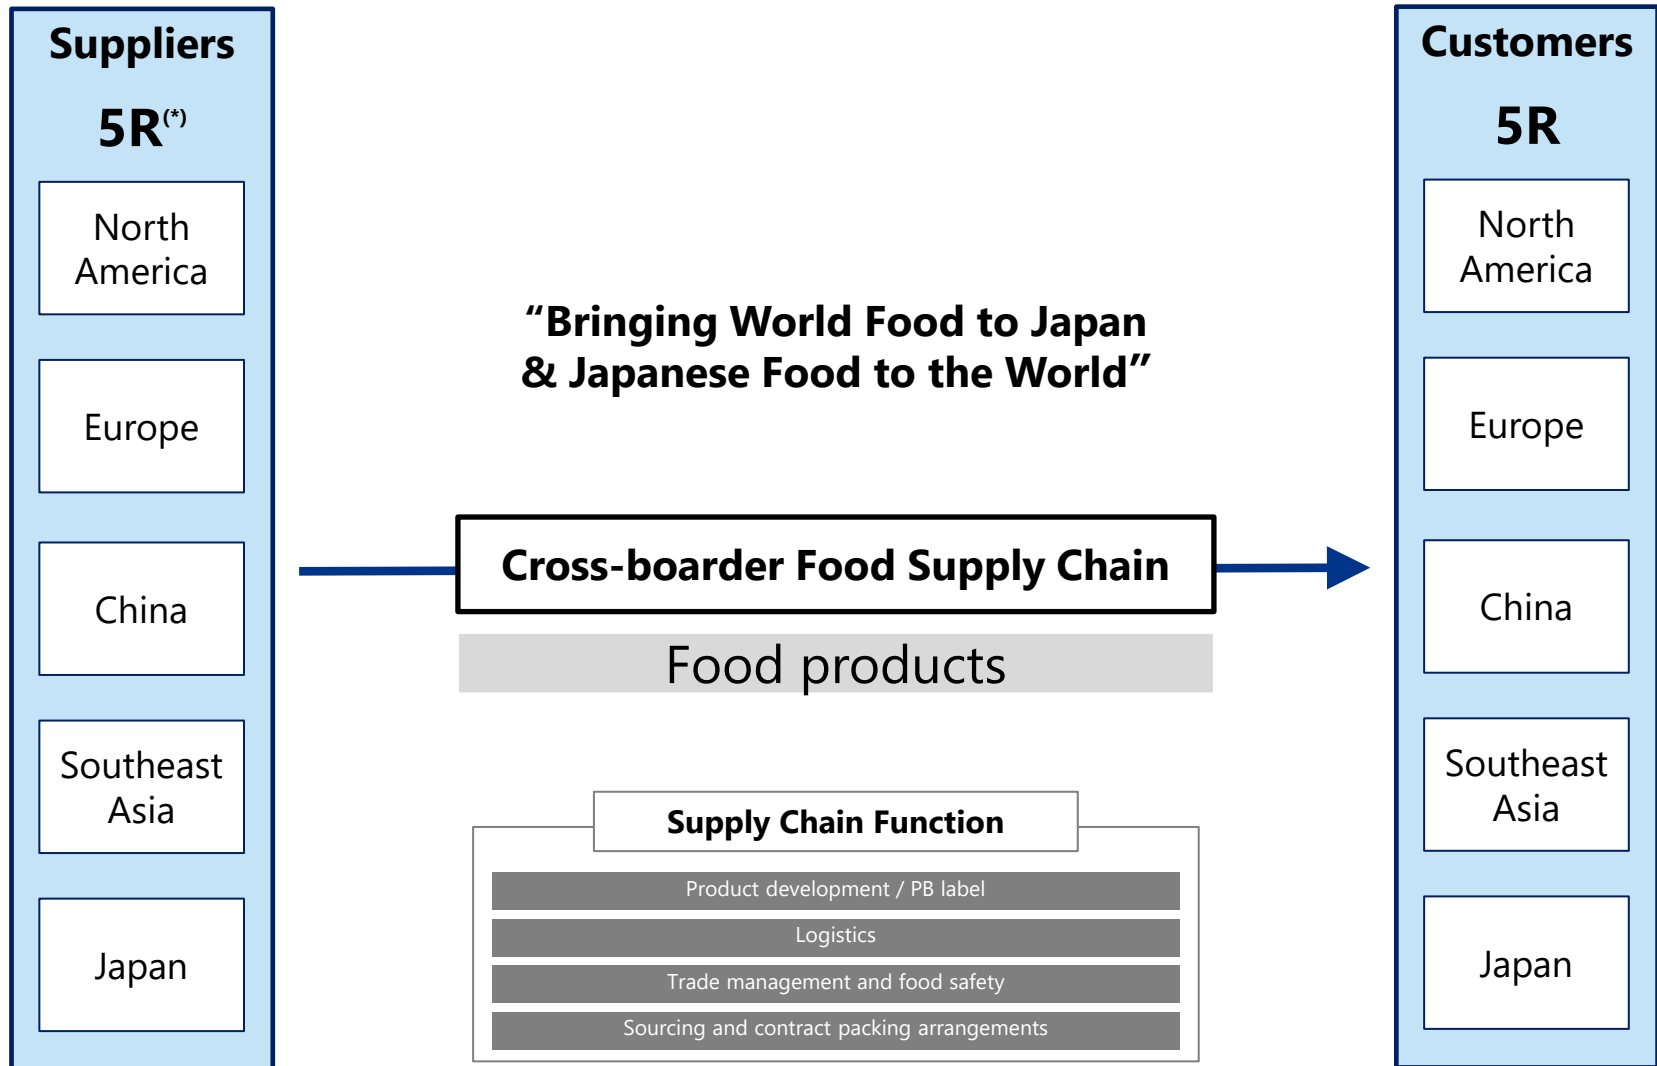 Suppliers
5R(*)
North
America
Europe
China
Southeast
Asia
Japan
“Bringing World Food to Japan
& Japanese Food to the World”
Cross-boarder Food Supply Chain
Food products
Supply Chain Function
Product development / PB label
Logistics
Trade management and food safety
Sourcing and contract packing arrangements
Customers
5R
North
America
Europe
China
Southeast
Asia
Japan